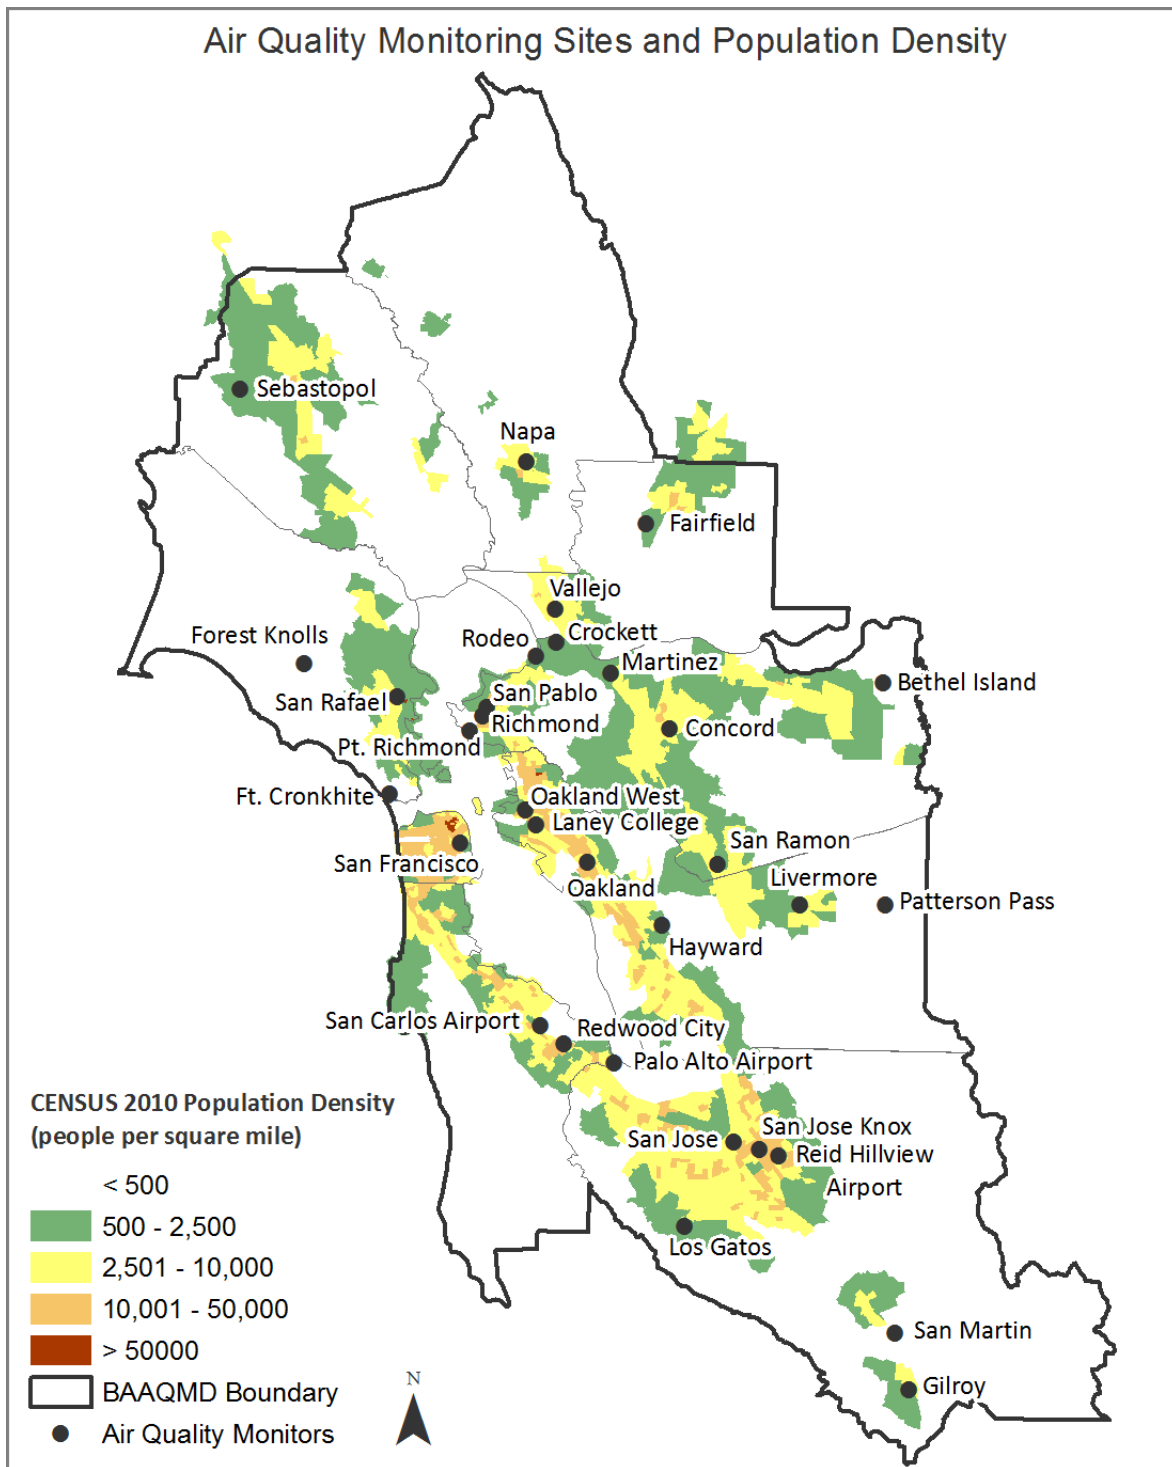 Air Quality Monitoring Sites and Population Density
Sebastopol
Napa
Fairfield
Vallejo
Crockett
Rodeo
Forest Knolls
Martinez
San Rafael
San Pablo
Bethel Island
Richmond
Concord
Pt. Richmond
Ft. Cronkhite
Oakland West
Laney College
San Ramon
San Francisco
Oakland
Livermore
Patterson Pass
Hayward
San Carlos Airport
Redwood City
Palo Alto Airport
San Jose Knox
San Jose
Reid Hillview
Airport
Los Gatos
San Martin
Gilroy
CENSUS 2010 Population Density
(people per square mile)
< 500
500 - 2,500
2,501 - 10,000
10,001 - 50,000
> 50000
BAAQMD Boundary
Air Quality Monitors
N